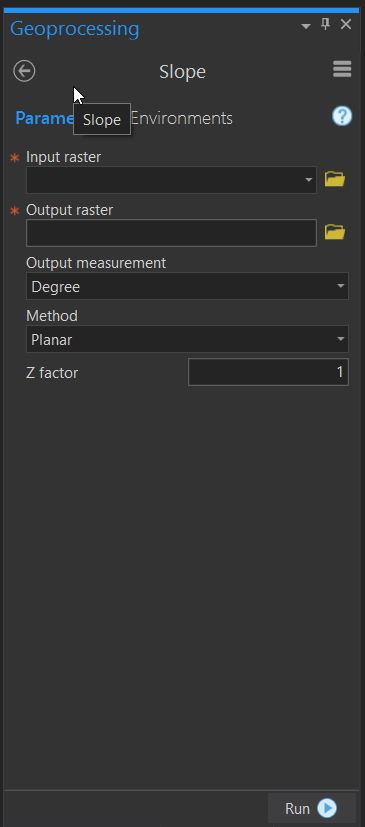 Geoprocessing
Slope
Parame Environments
Slope
* Input raster
* Output raster
Output measurement
Degree
Method
Planar
Z factor 1
Run